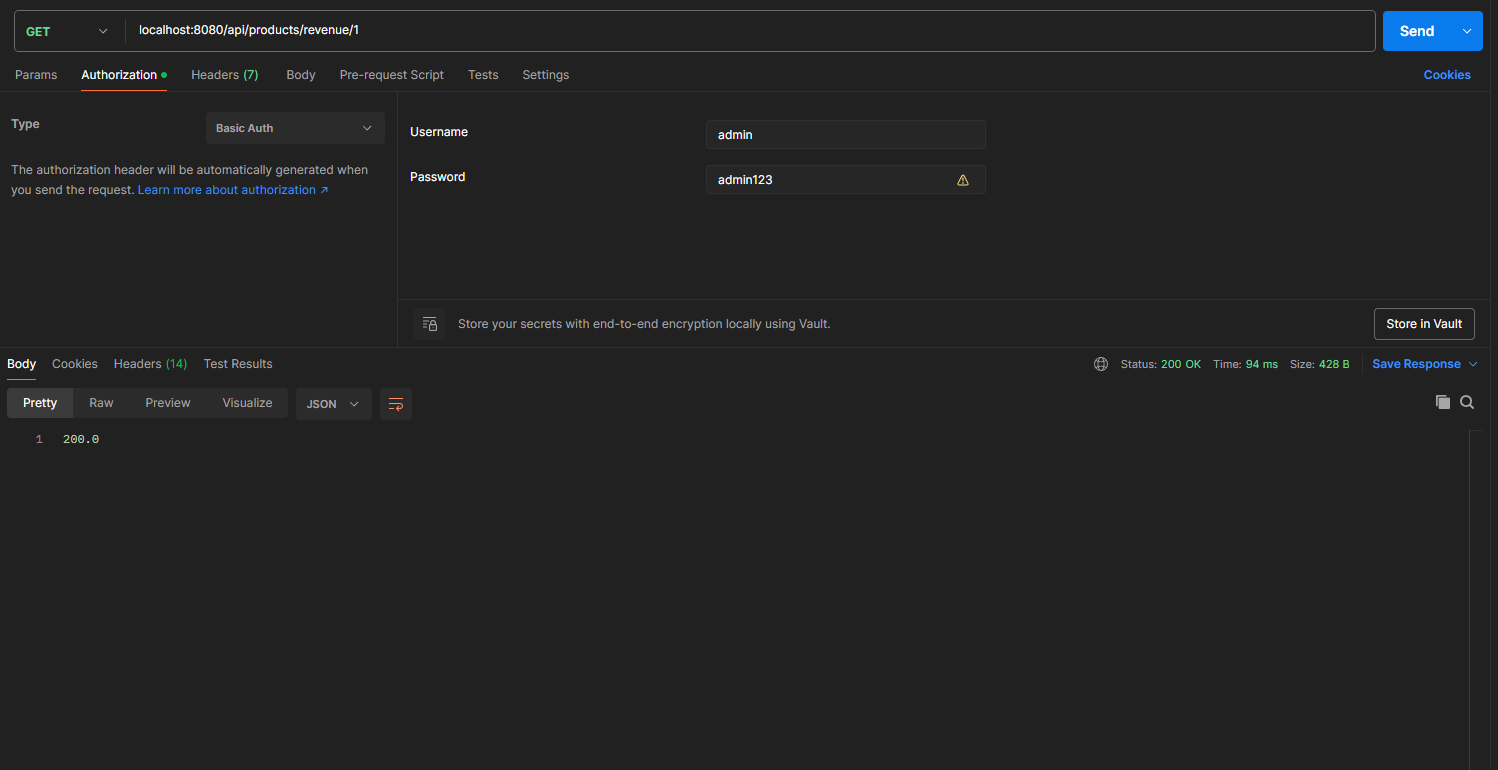 GET localhost:8080/api/products/revenue/1 Send
Params Authorization Headers (7) Body Pre-request Script Tests Settings Cookies
Type Basic Auth
The authorization header will be automatically generated when
you send the request. Learn more about authorization ↗
Username admin
Password admin123
Store your secrets with end-to-end encryption locally using Vault. Store in Vault
Body Cookies Headers (14) Test Results Status: 200 OK Time: 94 ms Size: 428 B Save Response
Pretty Raw Preview Visualize JSON
1 200.0